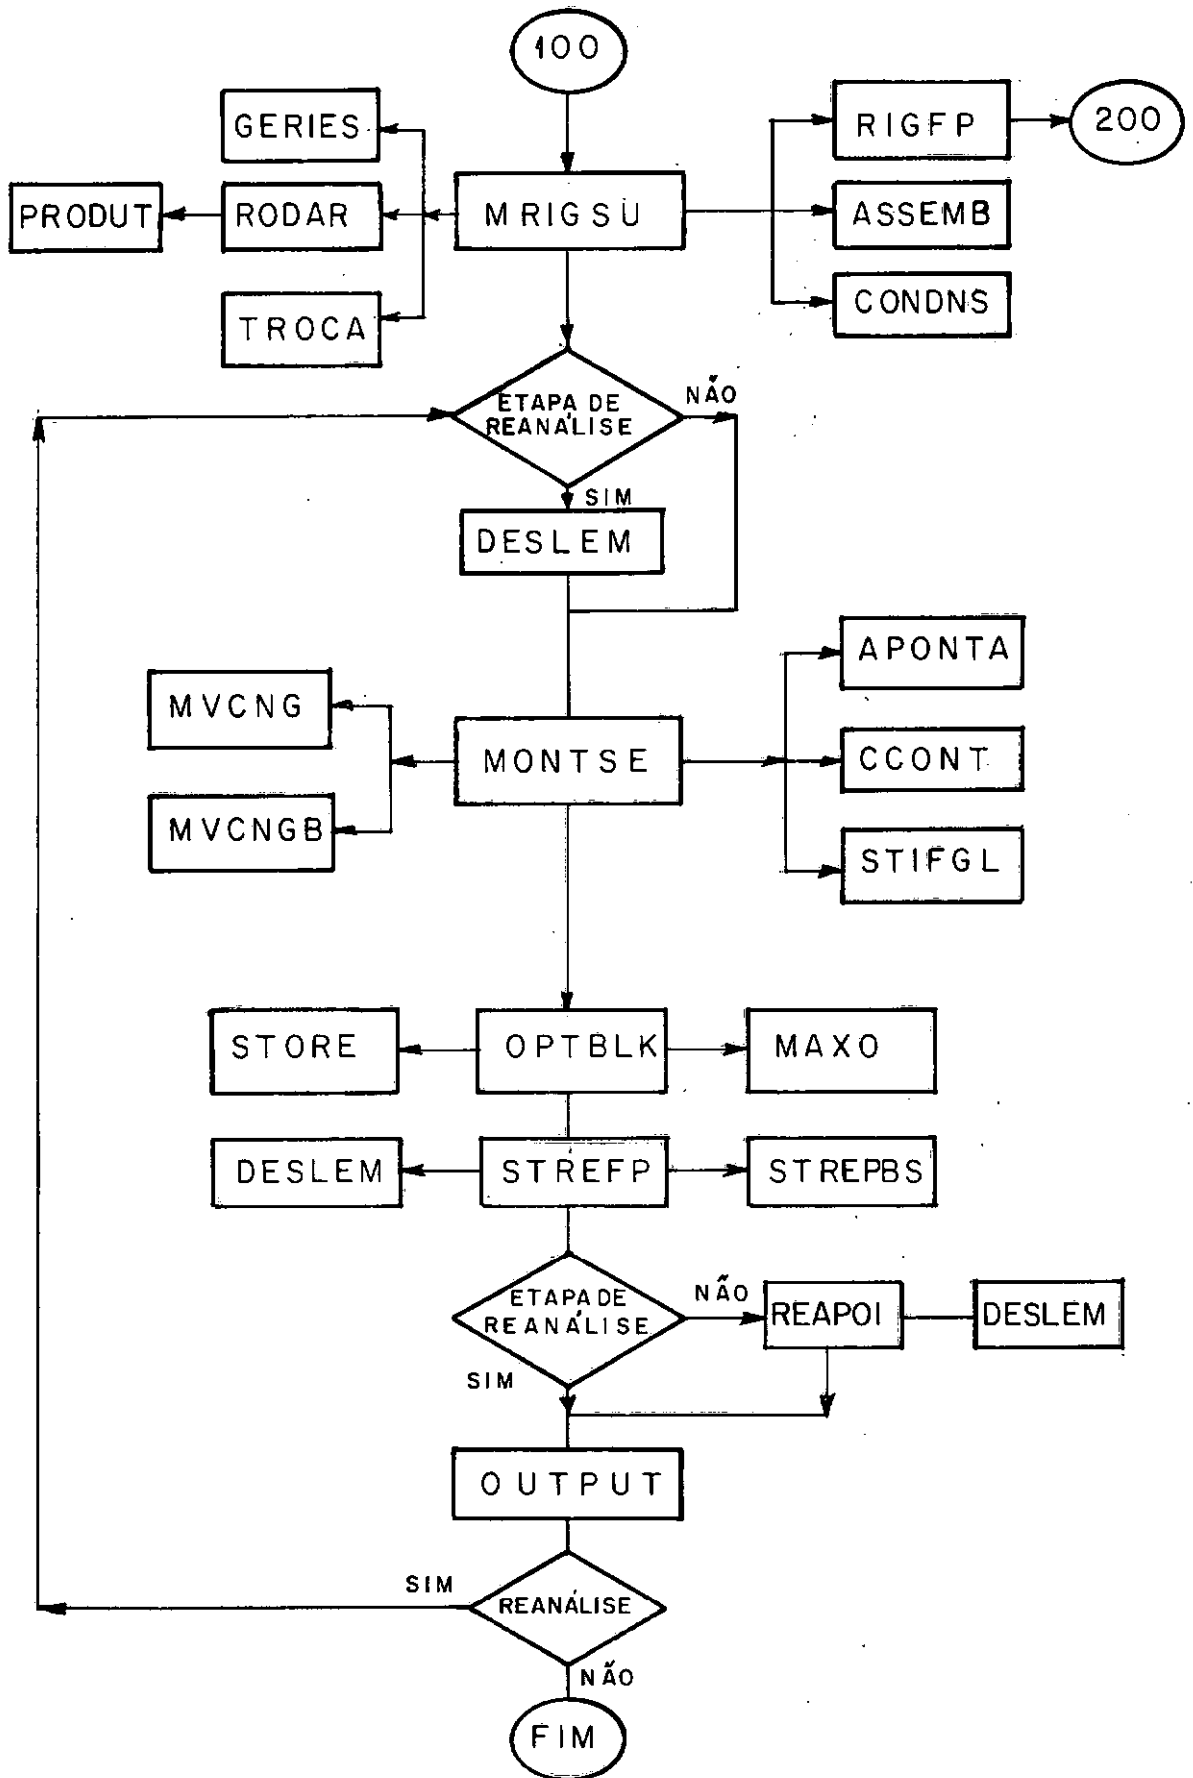 100
GERIES
RIGFP
200
PRODUT
RODAR
MRIGSU
ASSEMB
TROCA
CONDNS
ETAPA DE
REANÁLISE
NÃO
SIM
DESLEM
APONTA
MVCNG
MONTSE
CCONT
MVCNGB
STIFGL
STORE
OPTBLK
MAXO
DESLEM
STREFP
STREPBS
ETAPA DE
REANÁLISE
NÃO
REAPOI
DESLEM
SIM
OUTPUT
SIM
REANÁLISE
NÃO
FIM